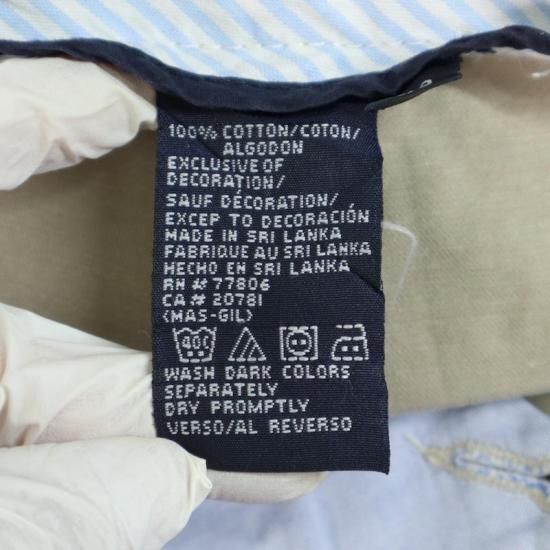 100% COTTON/COTON/
ALGODON
EXCLUSIVE OF
DECORATION/
SAUF DÉCORATION/
EXCEP TO DECORACIÓN
MADE IN SRI LANKA
FABRIQUE AU SRI LANKA
HECHO EN SRI LANKA
RN # 77806
CA # 20781
(MAS-GIL)
40C
WASH DARK COLORS
SEPARATELY
DRY PROMPTLY
VERSO/AL REVERSO